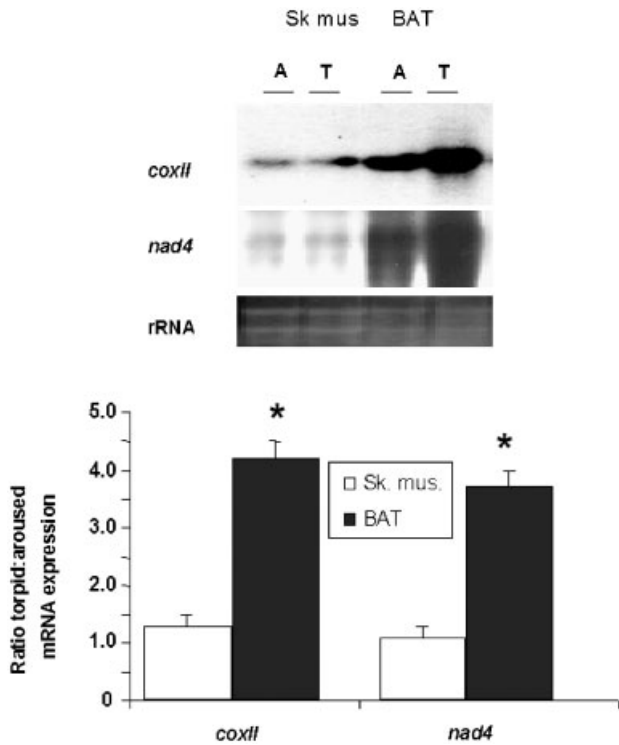 Sk mus BAT
A T A T
coxII
nad4
rRNA
5.0
4.0
3.0
2.0
1.0
0
Ratio torpid:aroused
mRNA expression
* *
Sk. mus.
BAT
coxII nad4